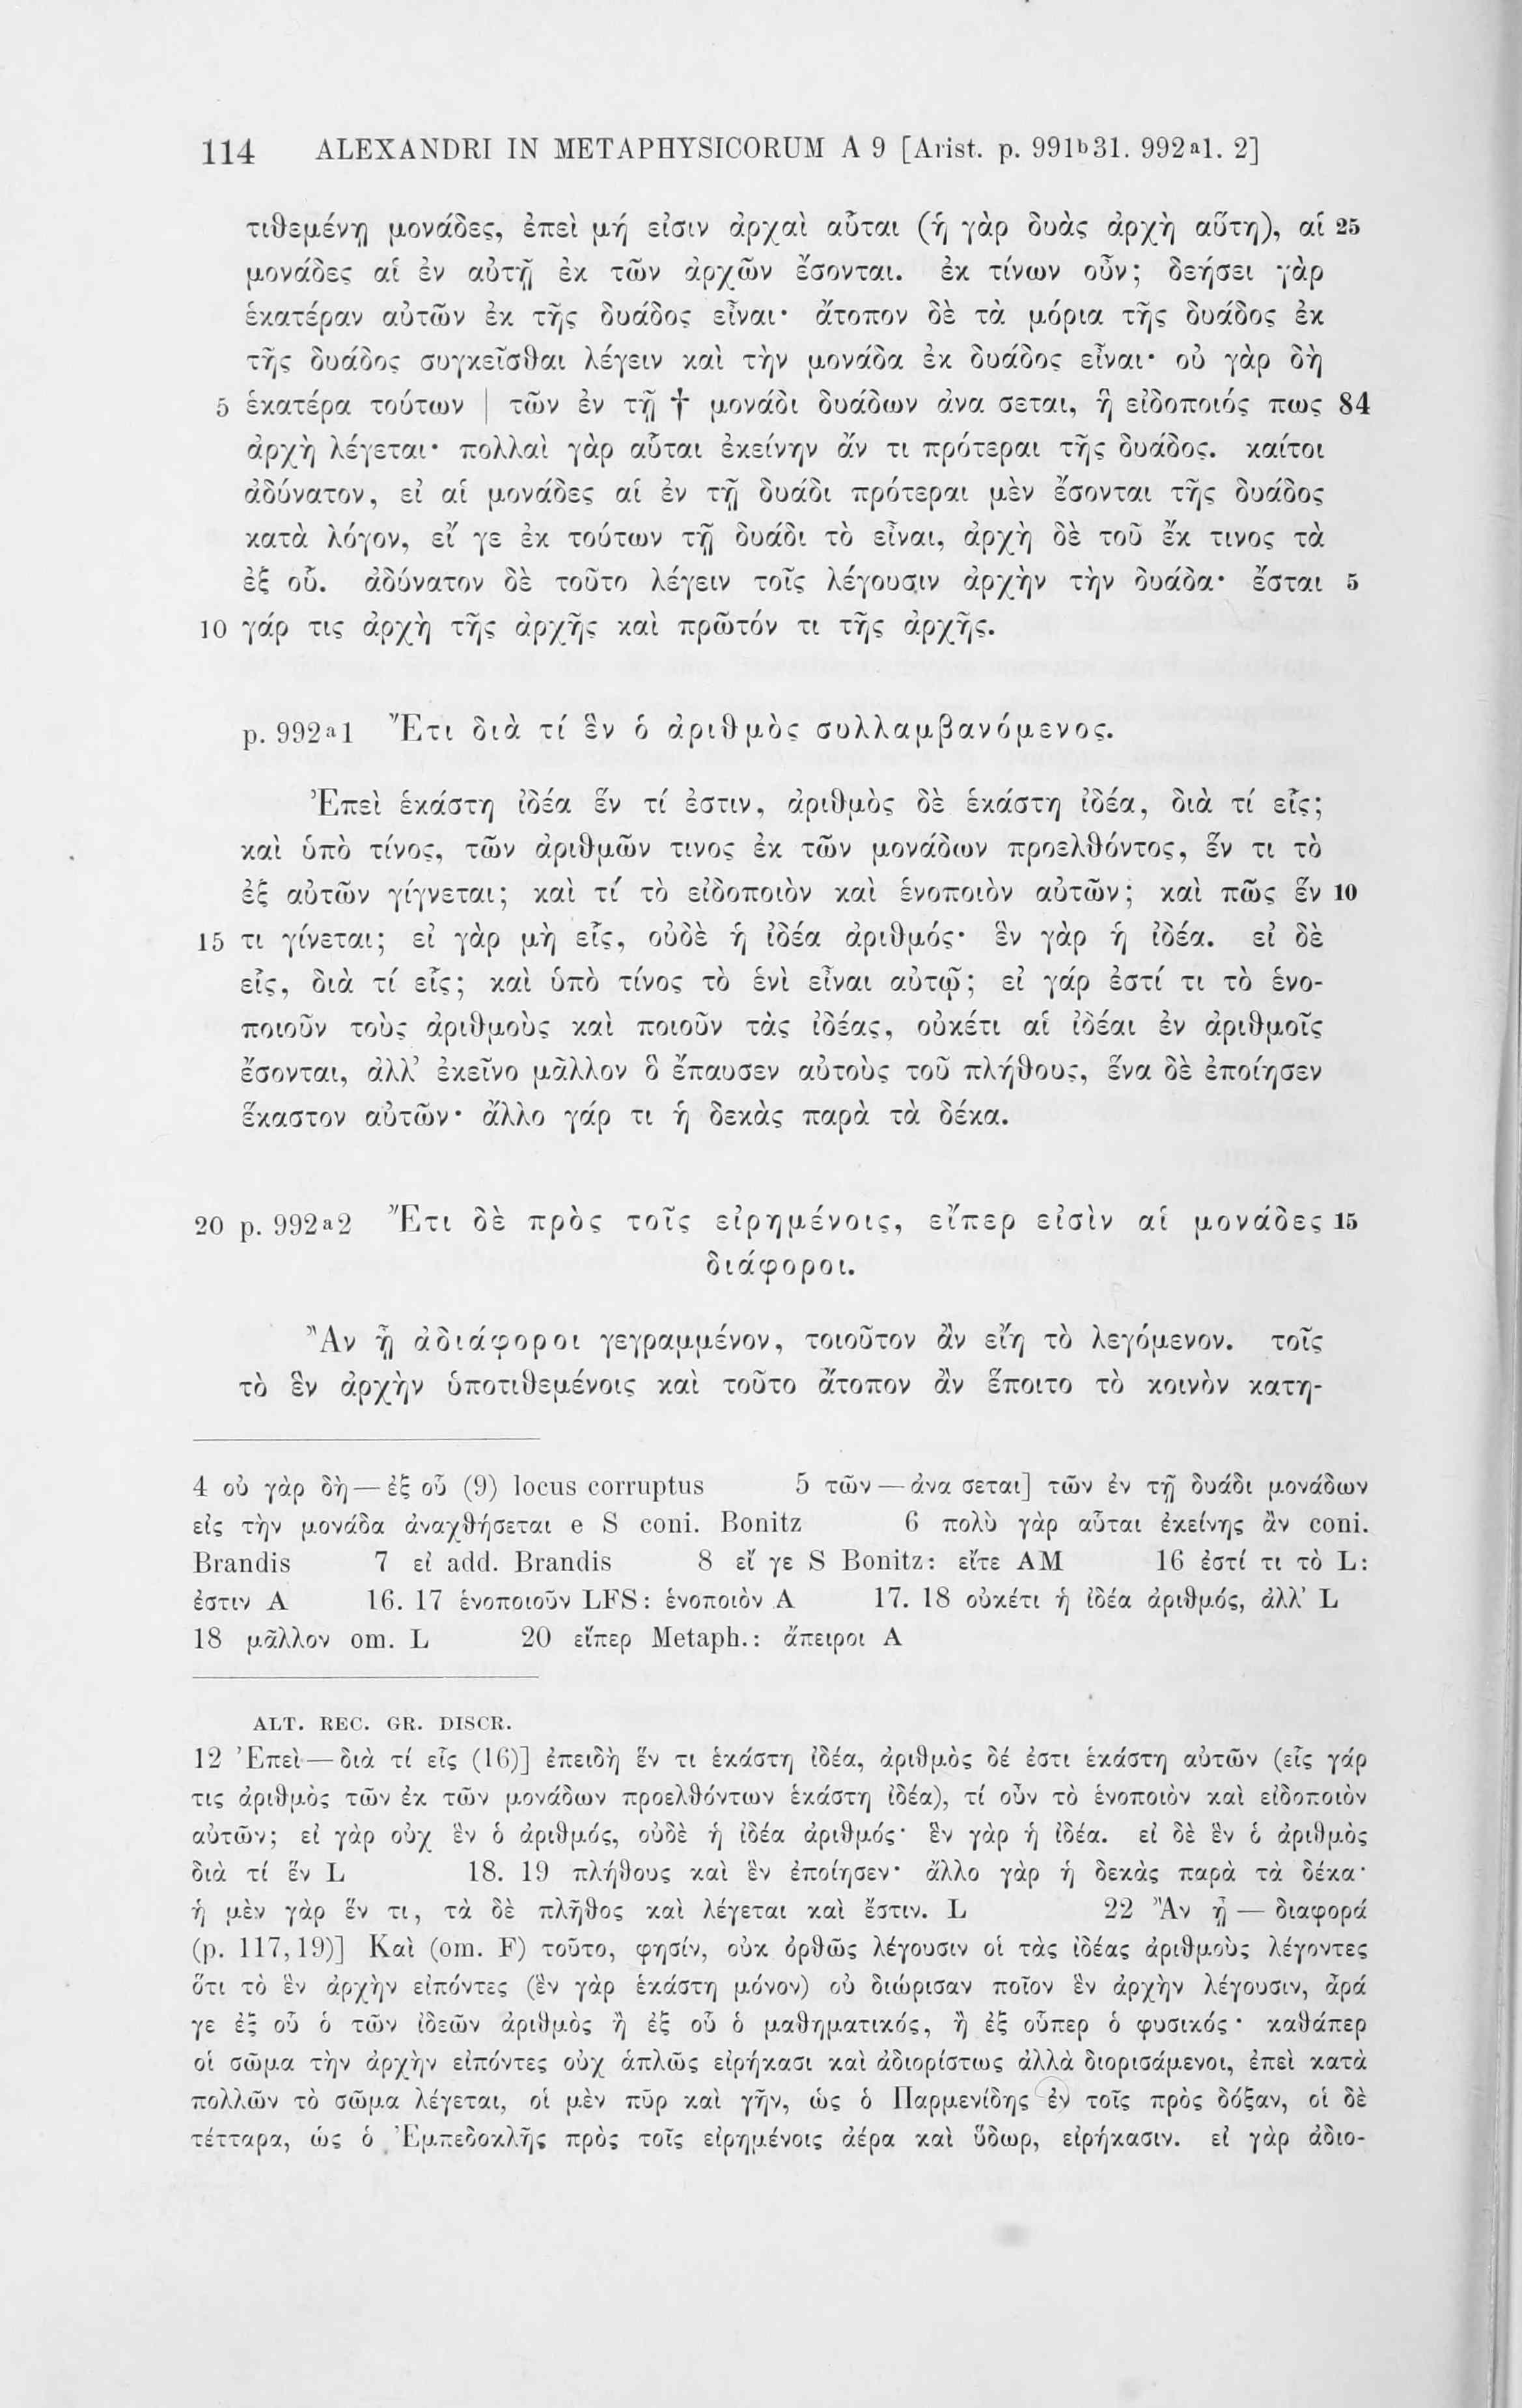 114 ALEXANDRI IN METAPHYSICORUM A 9 [Arist. p. 991b31. 992a1. 2]
τιθεμένῃ μονάδες, ἐπεὶ μή εἰσιν ἀρχαὶ αὗται (ἡ γὰρ δυὰς ἀρχὴ αὕτη), αἱ 25
μονάδες αἱ ἐν αὐτῇ ἐκ τῶν ἀρχῶν ἔσονται. ἐκ τίνων οὖν; δεήσει γὰρ
ἑκατέραν αὐτῶν ἐκ τῆς δυάδος εἶναι· ἄτοπον δὲ τὰ μόρια τῆς δυάδος ἐκ
τῆς δυάδος συγκεῖσθαι λέγειν καὶ τὴν μονάδα ἐκ δυάδος εἶναι· οὐ γὰρ δὴ
5 ἑκατέρα τούτων | τῶν ἐν τῇ † μονάδι δυάδων ἀνα σεται, ἣ εἰδοποιός πως 84
ἀρχὴ λέγεται· πολλαὶ γὰρ αὗται ἐκείνην ἄν τι πρότεραι τῆς δυάδος. καίτοι
ἀδύνατον, εἰ αἱ μονάδες αἱ ἐν τῇ δυάδι πρότεραι μὲν ἔσονται τῆς δυάδος
κατὰ λόγον, εἴ γε ἐκ τούτων τῇ δυάδι τὸ εἶναι, ἀρχὴ δὲ τοῦ ἔκ τινος τὰ
ἐξ οὗ. ἀδύνατον δὲ τοῦτο λέγειν τοῖς λέγουσιν ἀρχὴν τὴν δυάδα· ἔσται 5
10 γάρ τις ἀρχὴ τῆς ἀρχῆς καὶ πρῶτόν τι τῆς ἀρχῆς.
p. 992a1 Ἔτι διὰ τί ἓν ὁ ἀριθμὸς συλλαμβανόμενος.
Ἐπεὶ ἑκάστη ἰδέα ἕν τί ἐστιν, ἀριθμὸς δὲ ἑκάστη ἰδέα, διὰ τί εἷς;
καὶ ὑπὸ τίνος, τῶν ἀριθμῶν τινος ἐκ τῶν μονάδων προελθόντος, ἕν τι τὸ
ἐξ αὐτῶν γίγνεται; καὶ τί τὸ εἰδοποιὸν καὶ ἑνοποιὸν αὐτῶν; καὶ πῶς ἕν 10
15 τι γίνεται; εἰ γὰρ μὴ εἷς, οὐδὲ ἡ ἰδέα ἀριθμός· ἓν γὰρ ἡ ἰδέα. εἰ δὲ
εἷς, διὰ τί εἷς; καὶ ὑπὸ τίνος τὸ ἑνὶ εἶναι αὐτῷ; εἰ γάρ ἐστί τι τὸ ἑνο-
ποιοῦν τοὺς ἀριθμοὺς καὶ ποιοῦν τὰς ἰδέας, οὐκέτι αἱ ἰδέαι ἐν ἀριθμοῖς
ἔσονται, ἀλλ’ ἐκεῖνο μᾶλλον ὃ ἔπαυσεν αὐτοὺς τοῦ πλήθους, ἕνα δὲ ἐποίησεν
ἕκαστον αὐτῶν· ἄλλο γάρ τι ἡ δεκὰς παρὰ τὰ δέκα.
20 p. 992a2 Ἔτι δὲ πρὸς τοῖς εἰρημένοις, εἴπερ εἰσὶν αἱ μονάδες 15
διάφοροι.
Ἂν ᾖ ἀδιάφοροι γεγραμμένον, τοιοῦτον ἂν εἴη τὸ λεγόμενον. τοῖς
τὸ ἓν ἀρχὴν ὑποτιθεμένοις καὶ τοῦτο ἄτοπον ἂν ἕποιτο τὸ κοινὸν κατη-
4 οὐ γὰρ δὴ — ἐξ οὗ (9) locus corruptus 5 τῶν — ἀνα σεται] τῶν ἐν τῇ δυάδι μονάδων
εἰς τὴν μονάδα ἀναχθήσεται e S coni. Bonitz 6 πολὺ γὰρ αὗται ἐκείνης ἂν coni.
Brandis 7 εἰ add. Brandis 8 εἴ γε S Bonitz: εἴτε AM 16 ἐστί τι τὸ L:
ἐστιν A 16. 17 ἑνοποιοῦν LFS: ἑνοποιὸν A 17. 18 οὐκέτι ἡ ἰδέα ἀριθμός, ἀλλ’ L
18 μᾶλλον om. L 20 εἴπερ Metaph.: ἄπειροι A
ALT. REC. GR. DISCR.
12 Ἐπεὶ — διὰ τί εἷς (16)] ἐπειδὴ ἕν τι ἑκάστη ἰδέα, ἀριθμὸς δέ ἐστι ἑκάστη αὐτῶν (εἷς γάρ
τις ἀριθμὸς τῶν ἐκ τῶν μονάδων προελθόντων ἑκάστη ἰδέα), τί οὖν τὸ ἑνοποιὸν καὶ εἰδοποιὸν
αὐτῶν; εἰ γὰρ οὐχ ἓν ὁ ἀριθμός, οὐδὲ ἡ ἰδέα ἀριθμός· ἓν γὰρ ἡ ἰδέα. εἰ δὲ ἓν ὁ ἀριθμὸς
διὰ τί ἕν L 18. 19 πλήθους καὶ ἓν ἐποίησεν· ἄλλο γὰρ ἡ δεκὰς παρὰ τὰ δέκα·
ἡ μὲν γὰρ ἕν τι, τὰ δὲ πλῆθος καὶ λέγεται καὶ ἔστιν. L 22 Ἂν ᾖ — διαφορά
(p. 117,19)] Καὶ (om. F) τοῦτο, φησίν, οὐκ ὀρθῶς λέγουσιν οἱ τὰς ἰδέας ἀριθμοὺς λέγοντες
ὅτι τὸ ἓν ἀρχὴν εἰπόντες (ἓν γὰρ ἑκάστη μόνον) οὐ διώρισαν ποῖον ἓν ἀρχὴν λέγουσιν, ἆρά
γε ἐξ οὗ ὁ τῶν ἰδεῶν ἀριθμὸς ἢ ἐξ οὗ ὁ μαθηματικός, ἢ ἐξ οὗπερ ὁ φυσικός· καθάπερ
οἱ σῶμα τὴν ἀρχὴν εἰπόντες οὐχ ἁπλῶς εἰρήκασι καὶ ἀδιορίστως ἀλλὰ διορισάμενοι, ἐπεὶ κατὰ
πολλῶν τὸ σῶμα λέγεται, οἱ μὲν πῦρ καὶ γῆν, ὡς ὁ Παρμενίδης ἐν τοῖς πρὸς δόξαν, οἱ δὲ
τέτταρα, ὡς ὁ Ἐμπεδοκλῆς πρὸς τοῖς εἰρημένοις ἀέρα καὶ ὕδωρ, εἰρήκασιν. εἰ γὰρ ἀδιο-